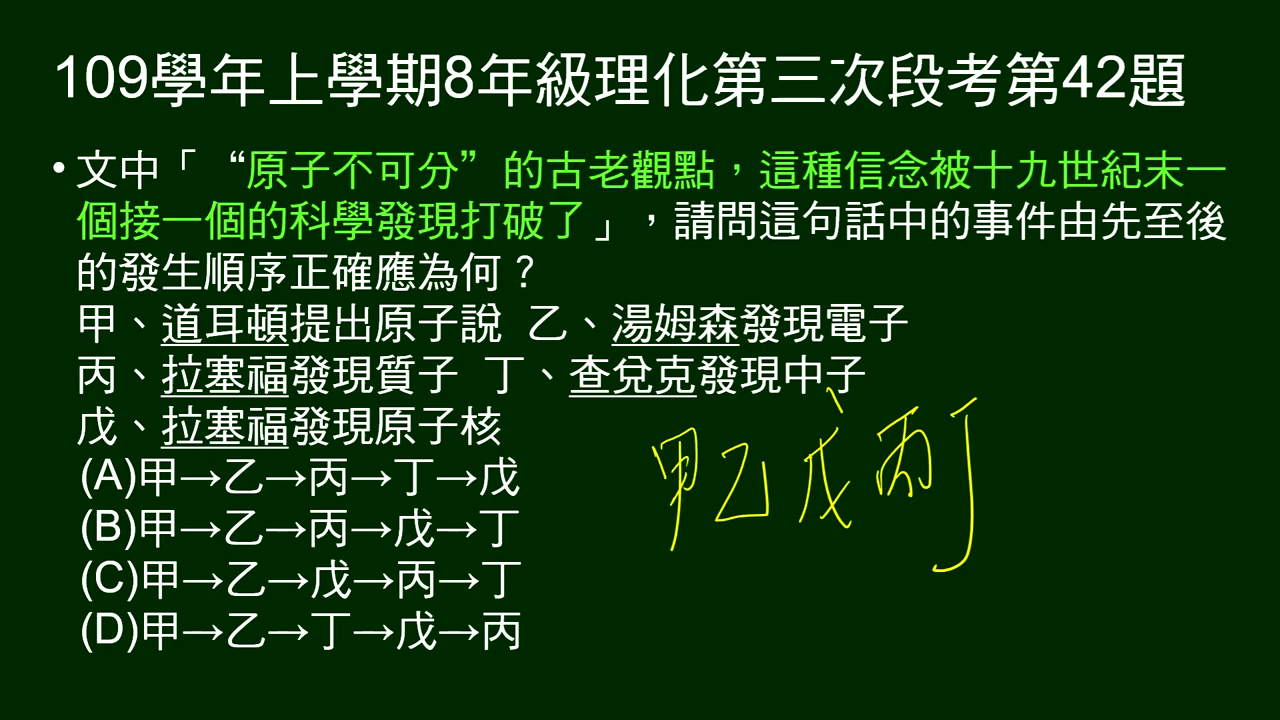 109學年上學期8年級理化第三次段考第42題
•文中「 “原子不可分”的古老觀點，這種信念被十九世紀末一
個接一個的科學發現打破了」，請問這句話中的事件由先至後
的發生順序正確應為何？
甲、道耳頓提出原子說 乙、湯姆森發現電子
丙、拉塞福發現質子 丁、查兌克發現中子
戊、拉塞福發現原子核
(A)甲→乙→丙→丁→戊
(B)甲→乙→丙→戊→丁
(C)甲→乙→戊→丙→丁
(D)甲→乙→丁→戊→丙
甲乙戊丙丁